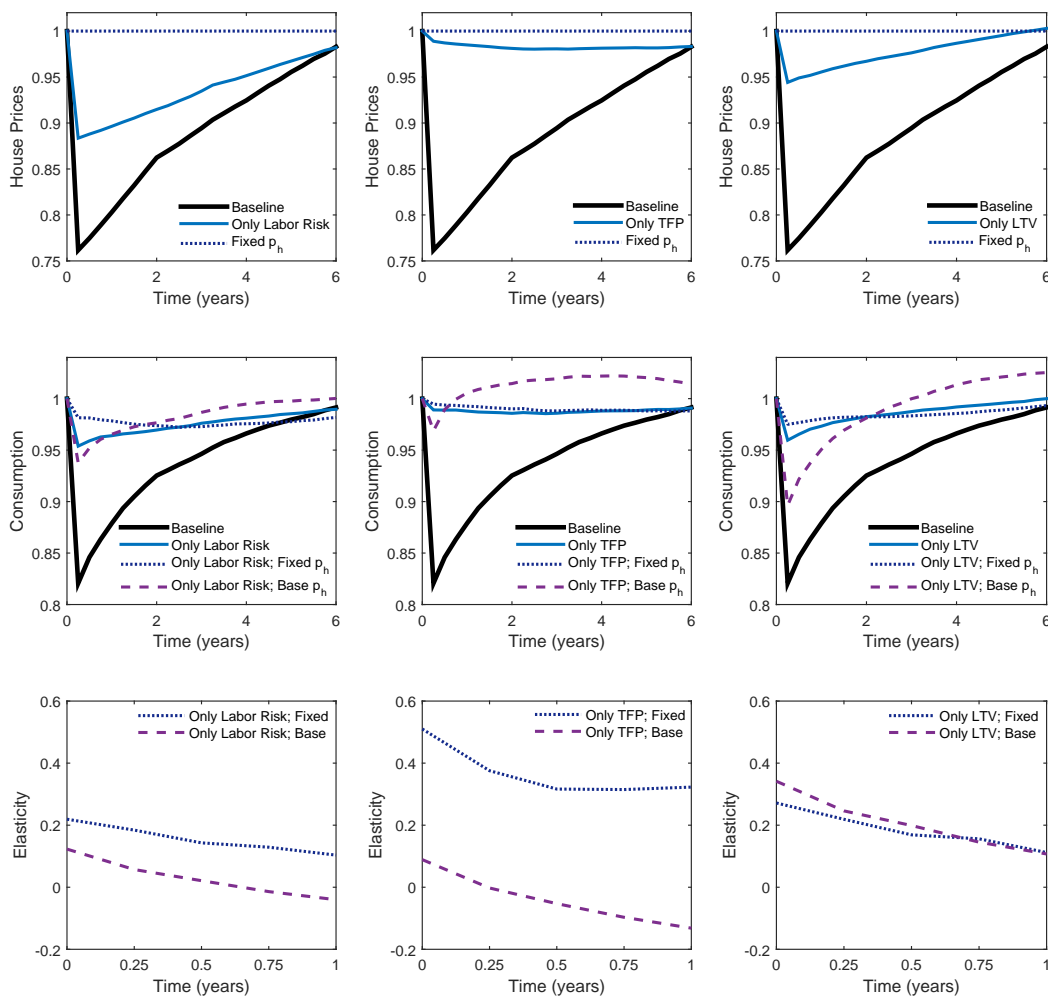 House Prices
1
0.95
0.9
0.85
0.8
0.75
Baseline
Only Labor Risk
Fixed p_h
0 2 4 6
Time (years)
House Prices
1
0.95
0.9
0.85
0.8
0.75
Baseline
Only TFP
Fixed p_h
0 2 4 6
Time (years)
House Prices
1
0.95
0.9
0.85
0.8
0.75
Baseline
Only LTV
Fixed p_h
0 2 4 6
Time (years)
Consumption
1
0.95
0.9
0.85
0.8
Baseline
Only Labor Risk
Only Labor Risk; Fixed p_h
Only Labor Risk; Base p_h
0 2 4 6
Time (years)
Consumption
1
0.95
0.9
0.85
0.8
Baseline
Only TFP
Only TFP; Fixed p_h
Only TFP; Base p_h
0 2 4 6
Time (years)
Consumption
1
0.95
0.9
0.85
0.8
Baseline
Only LTV
Only LTV; Fixed p_h
Only LTV; Base p_h
0 2 4 6
Time (years)
Elasticity
0.6
0.4
0.2
0
-0.2
Only Labor Risk; Fixed
Only Labor Risk; Base
0 0.25 0.5 0.75 1
Time (years)
Elasticity
0.6
0.4
0.2
0
-0.2
Only TFP; Fixed
Only TFP; Base
0 0.25 0.5 0.75 1
Time (years)
Elasticity
0.6
0.4
0.2
0
-0.2
Only LTV; Fixed
Only LTV; Base
0 0.25 0.5 0.75 1
Time (years)